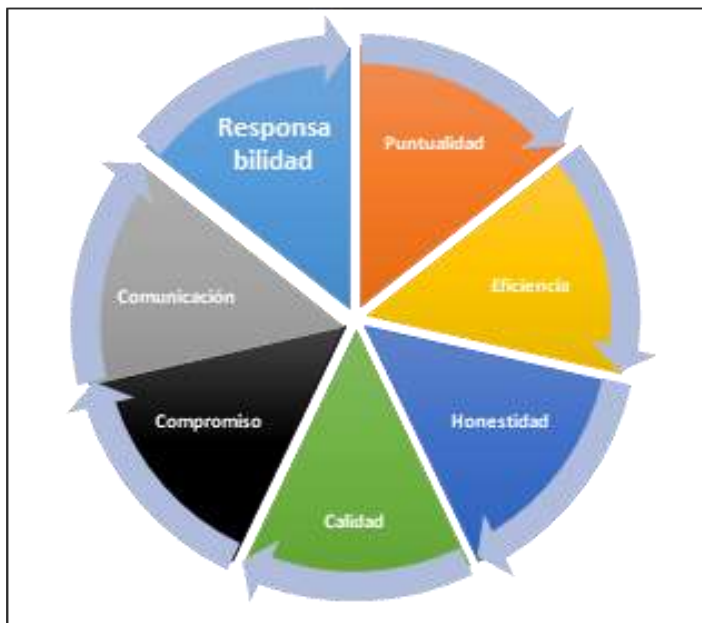 Responsa
bilidad
Puntualidad
Eficiencia
Honestidad
Calidad
Compromiso
Comunicación